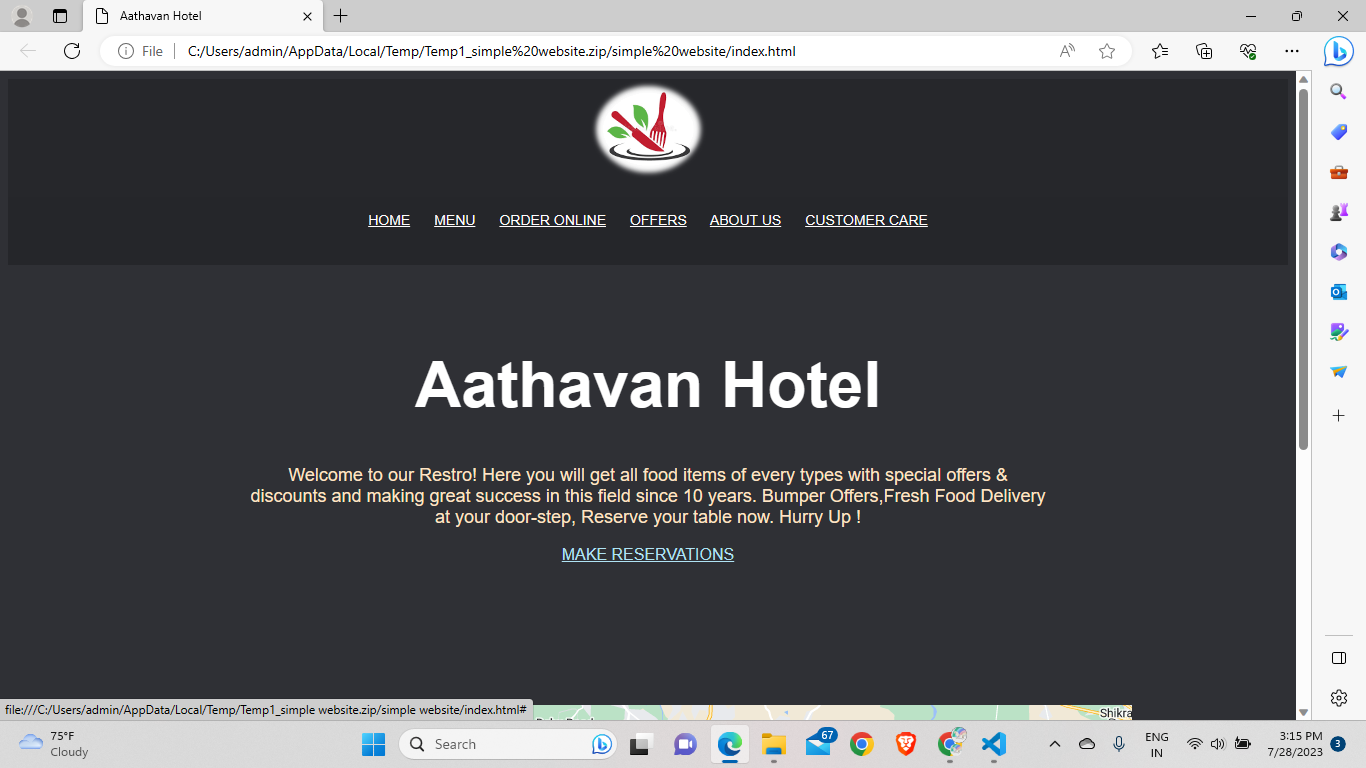 Aathavan Hotel
File
C:/Users/admin/AppData/Local/Temp/Temp1_simple%20website.zip/simple%20website/index.html
HOME MENU ORDER ONLINE OFFERS ABOUT US CUSTOMER CARE
Aathavan Hotel
Welcome to our Restro! Here you will get all food items of every types with special offers &
discounts and making great success in this field since 10 years. Bumper Offers,Fresh Food Delivery
at your door-step, Reserve your table now. Hurry Up !
MAKE RESERVATIONS
file:///C:/Users/admin/AppData/Local/Temp/Temp1_simple website.zip/simple website/index.html#
Shikra
75°F
Cloudy
Search
67
ENG
IN
3:15 PM
7/28/2023
3